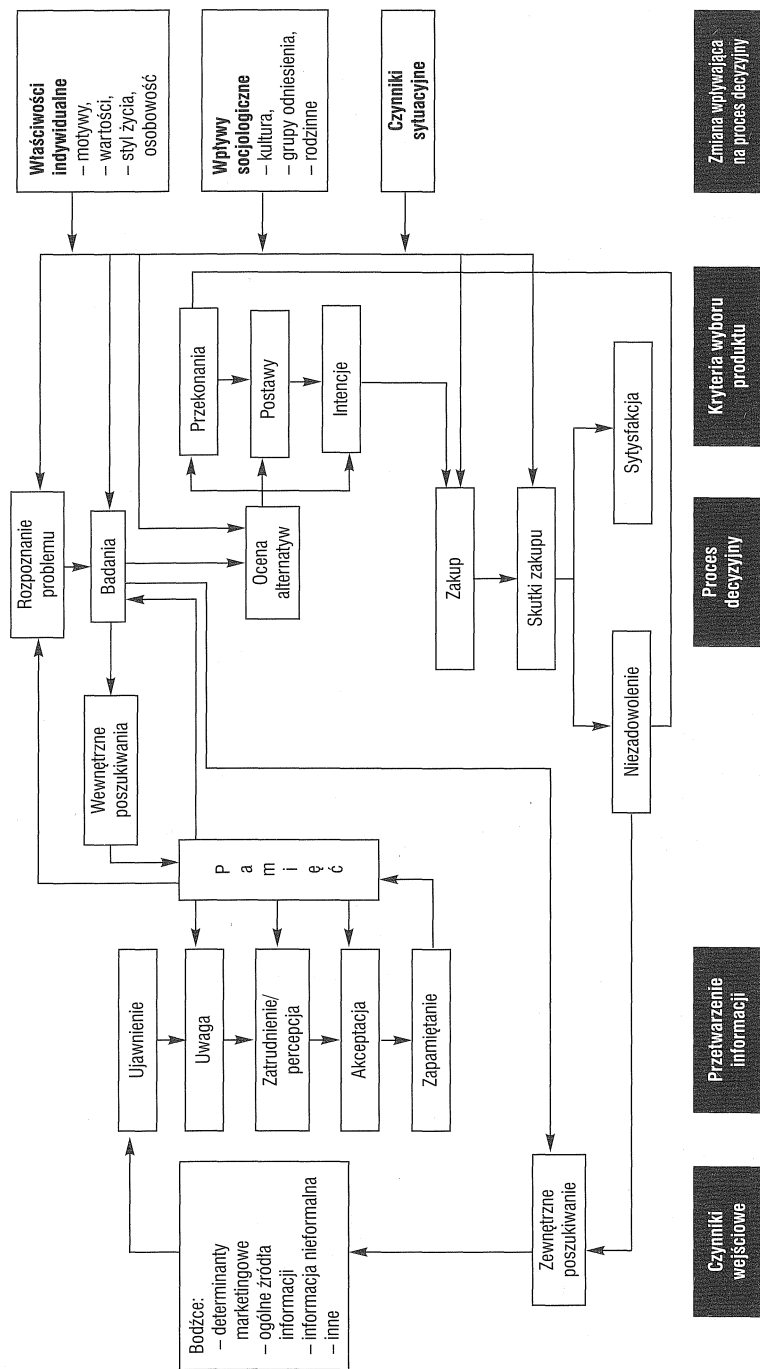 Bodźce:
– determinanty
marketingowe
– ogólne źródła
informacji
– informacja nieformalna
– inne
Zewnętrzne
poszukiwanie
Czynniki
wejściowe
Ujawnienie
Uwaga
Zatrudnienie/
percepcja
Akceptacja
Zapamiętanie
Przetwarzenie
informacji
P
a
m
i
ę
ć
Wewnętrzne
poszukiwania
Rozpoznanie
problemu
Badania
Ocena
alternatyw
Zakup
Skutki zakupu
Niezadowolenie
Sytysfakcja
Proces
decyzyjny
Przekonania
Postawy
Intencje
Kryteria wyboru
produktu
Właściwości
indywidualne
– motywy,
– wartości,
– styl życia,
osobowość
Wpływy
socjologiczne
– kultura,
– grupy odniesienia,
– rodzinne
Czynniki
sytuacyjne
Zmiana wpływająca
na proces decyzyjny